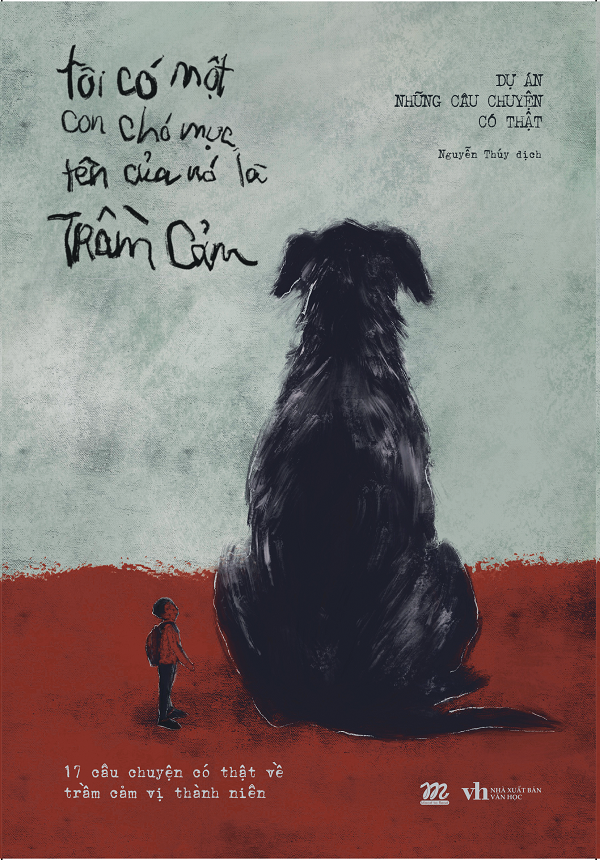 tôi có một
con chó mực,
tên của nó là
TRẦM CẢM
DỰ ÁN
NHỮNG CÂU CHUYỆN
CÓ THẬT
Nguyễn Thúy dịch
17 câu chuyện có thật về
trầm cảm vị thành niên
m
vh NHÀ XUẤT BẢN
VĂN HỌC